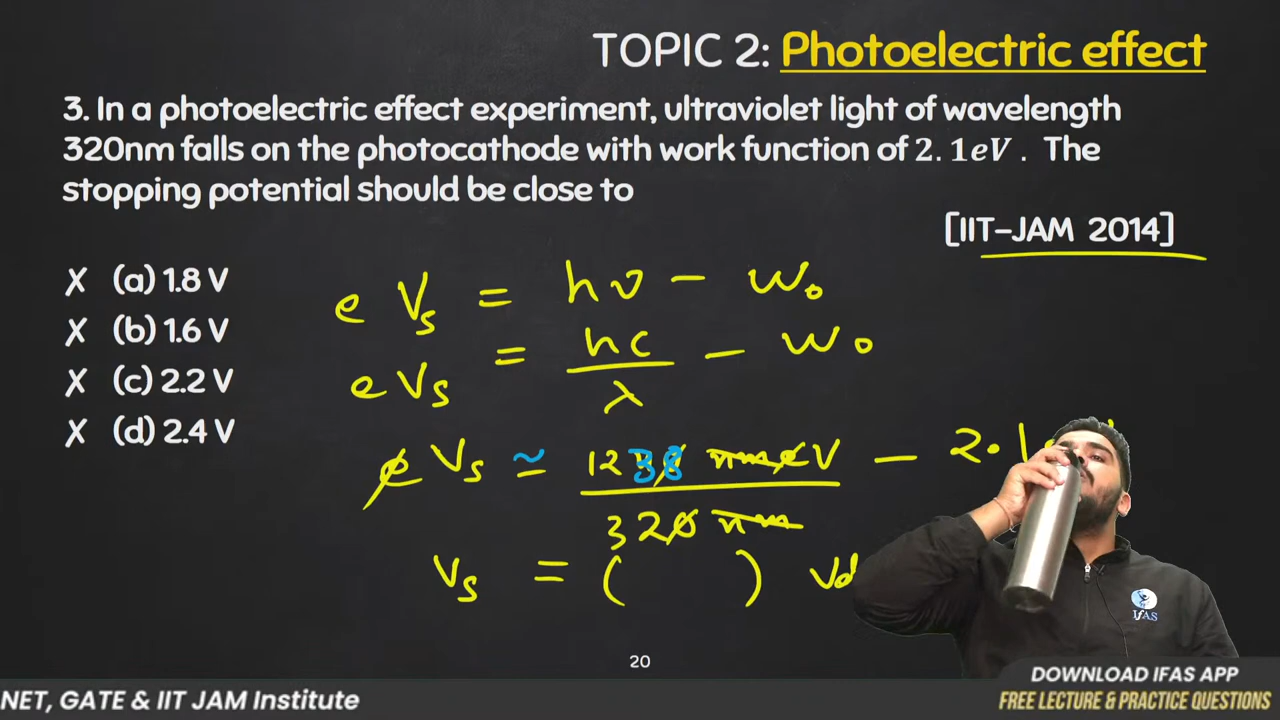 TOPIC 2: Photoelectric effect
3. In a photoelectric effect experiment, ultraviolet light of wavelength
320nm falls on the photocathode with work function of 2.1eV . The
stopping potential should be close to
[IIT-JAM 2014]
X (a) 1.8 V
X (b) 1.6 V
X (c) 2.2 V
X (d) 2.4 V
e Vs = hν - W₀
e Vs = hc/λ - W₀
e Vs ≃ 1238 nm eV / 320 nm - 2.1
Vs = ( )
IFAS
20
DOWNLOAD IFAS APP
FREE LECTURE & PRACTICE QUESTIONS
NET, GATE & IIT JAM Institute